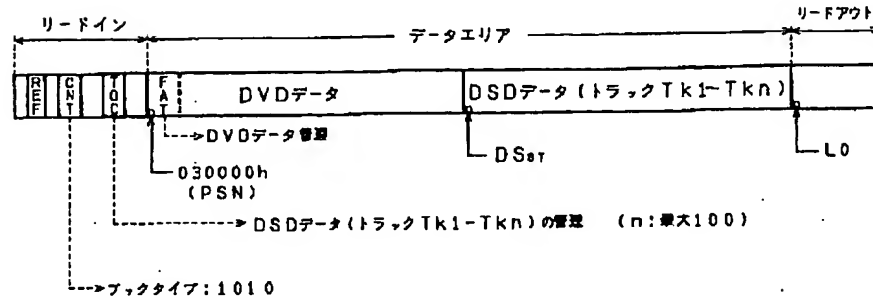 リードイン
データエリア
リードアウト
REF
CNT
TOC
FAT
DVDデータ
DSDデータ(トラックTk1~Tkn)
DVDデータ管理
030000h
(PSN)
DSST
LO
DSDデータ(トラックTk1-Tkn)の管理 (n:最大100)
ブックタイプ:1010